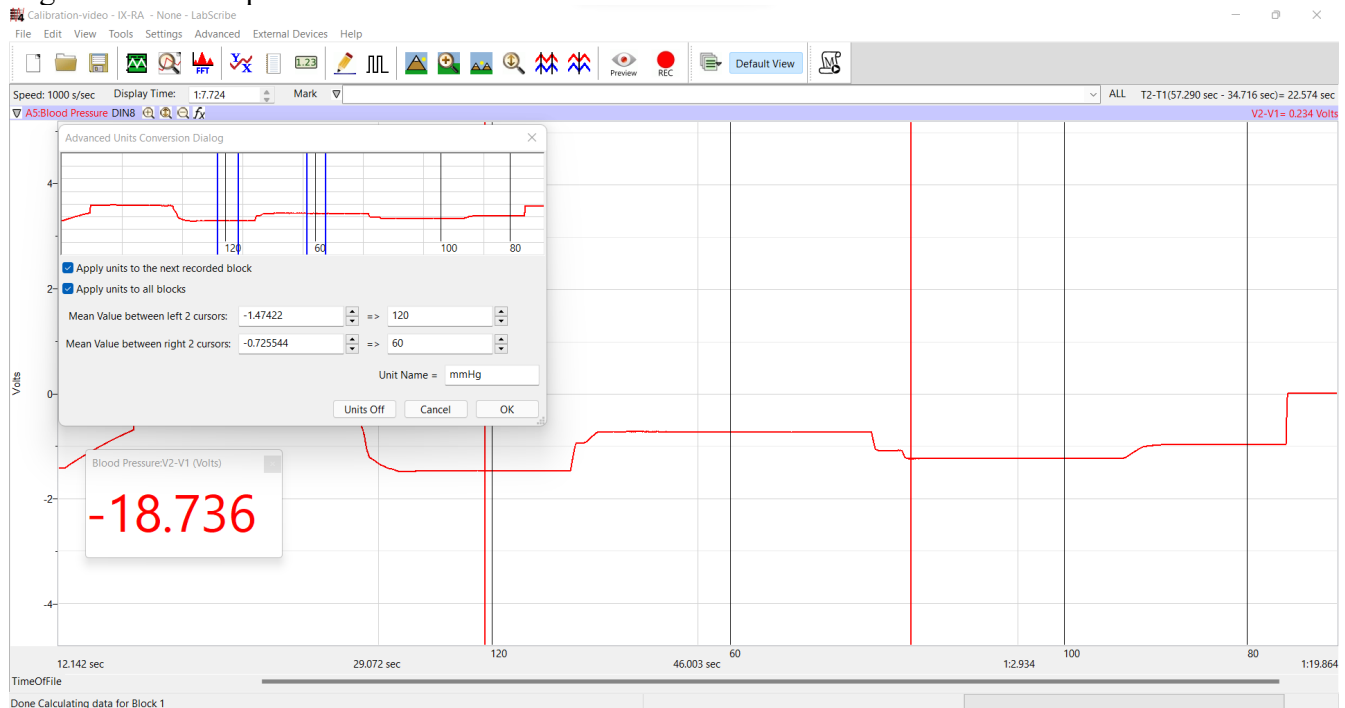 Calibration-video - IX-RA - None - LabScribe
File Edit View Tools Settings Advanced External Devices Help
FFT Y X 1.23 Preview REC Default View M
Speed: 1000 s/sec Display Time: 1:7.724 Mark ALL T2-T1(57.290 sec - 34.716 sec)= 22.574 sec
A5:Blood Pressure DIN8 fx V2-V1= 0.234 Volts
Advanced Units Conversion Dialog
120 60 100 80
Apply units to the next recorded block
Apply units to all blocks
Mean Value between left 2 cursors: -1.47422 => 120
Mean Value between right 2 cursors: -0.725544 => 60
Unit Name = mmHg
Units Off Cancel OK
4
2
0
-2
-4
Volts
Blood Pressure:V2-V1 (Volts)
-18.736
120 60 100 80
12.142 sec 29.072 sec 46.003 sec 1:2.934 1:19.864
TimeOfFile
Done Calculating data for Block 1